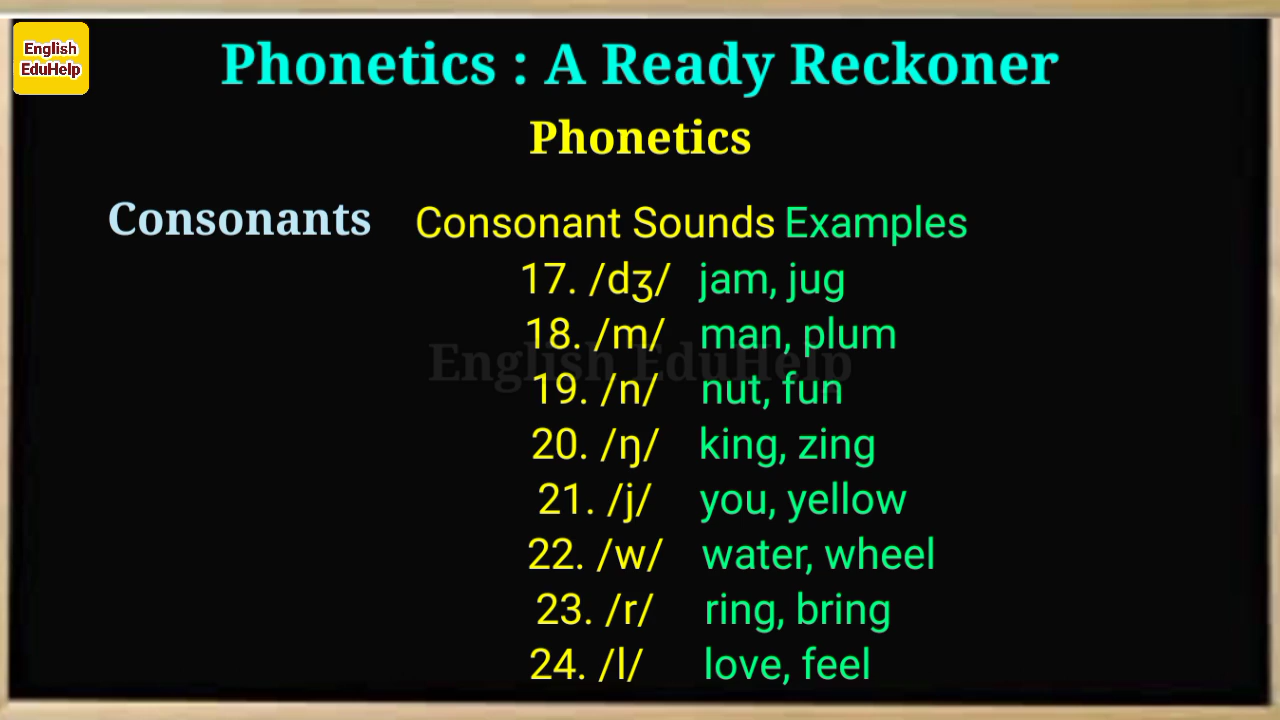 English
EduHelp
Phonetics : A Ready Reckoner
Phonetics
Consonants Consonant Sounds Examples
17. /dʒ/ jam, jug
18. /m/ man, plum
English EduHelp
19. /n/ nut, fun
20. /ŋ/ king, zing
21. /j/ you, yellow
22. /w/ water, wheel
23. /r/ ring, bring
24. /l/ love, feel